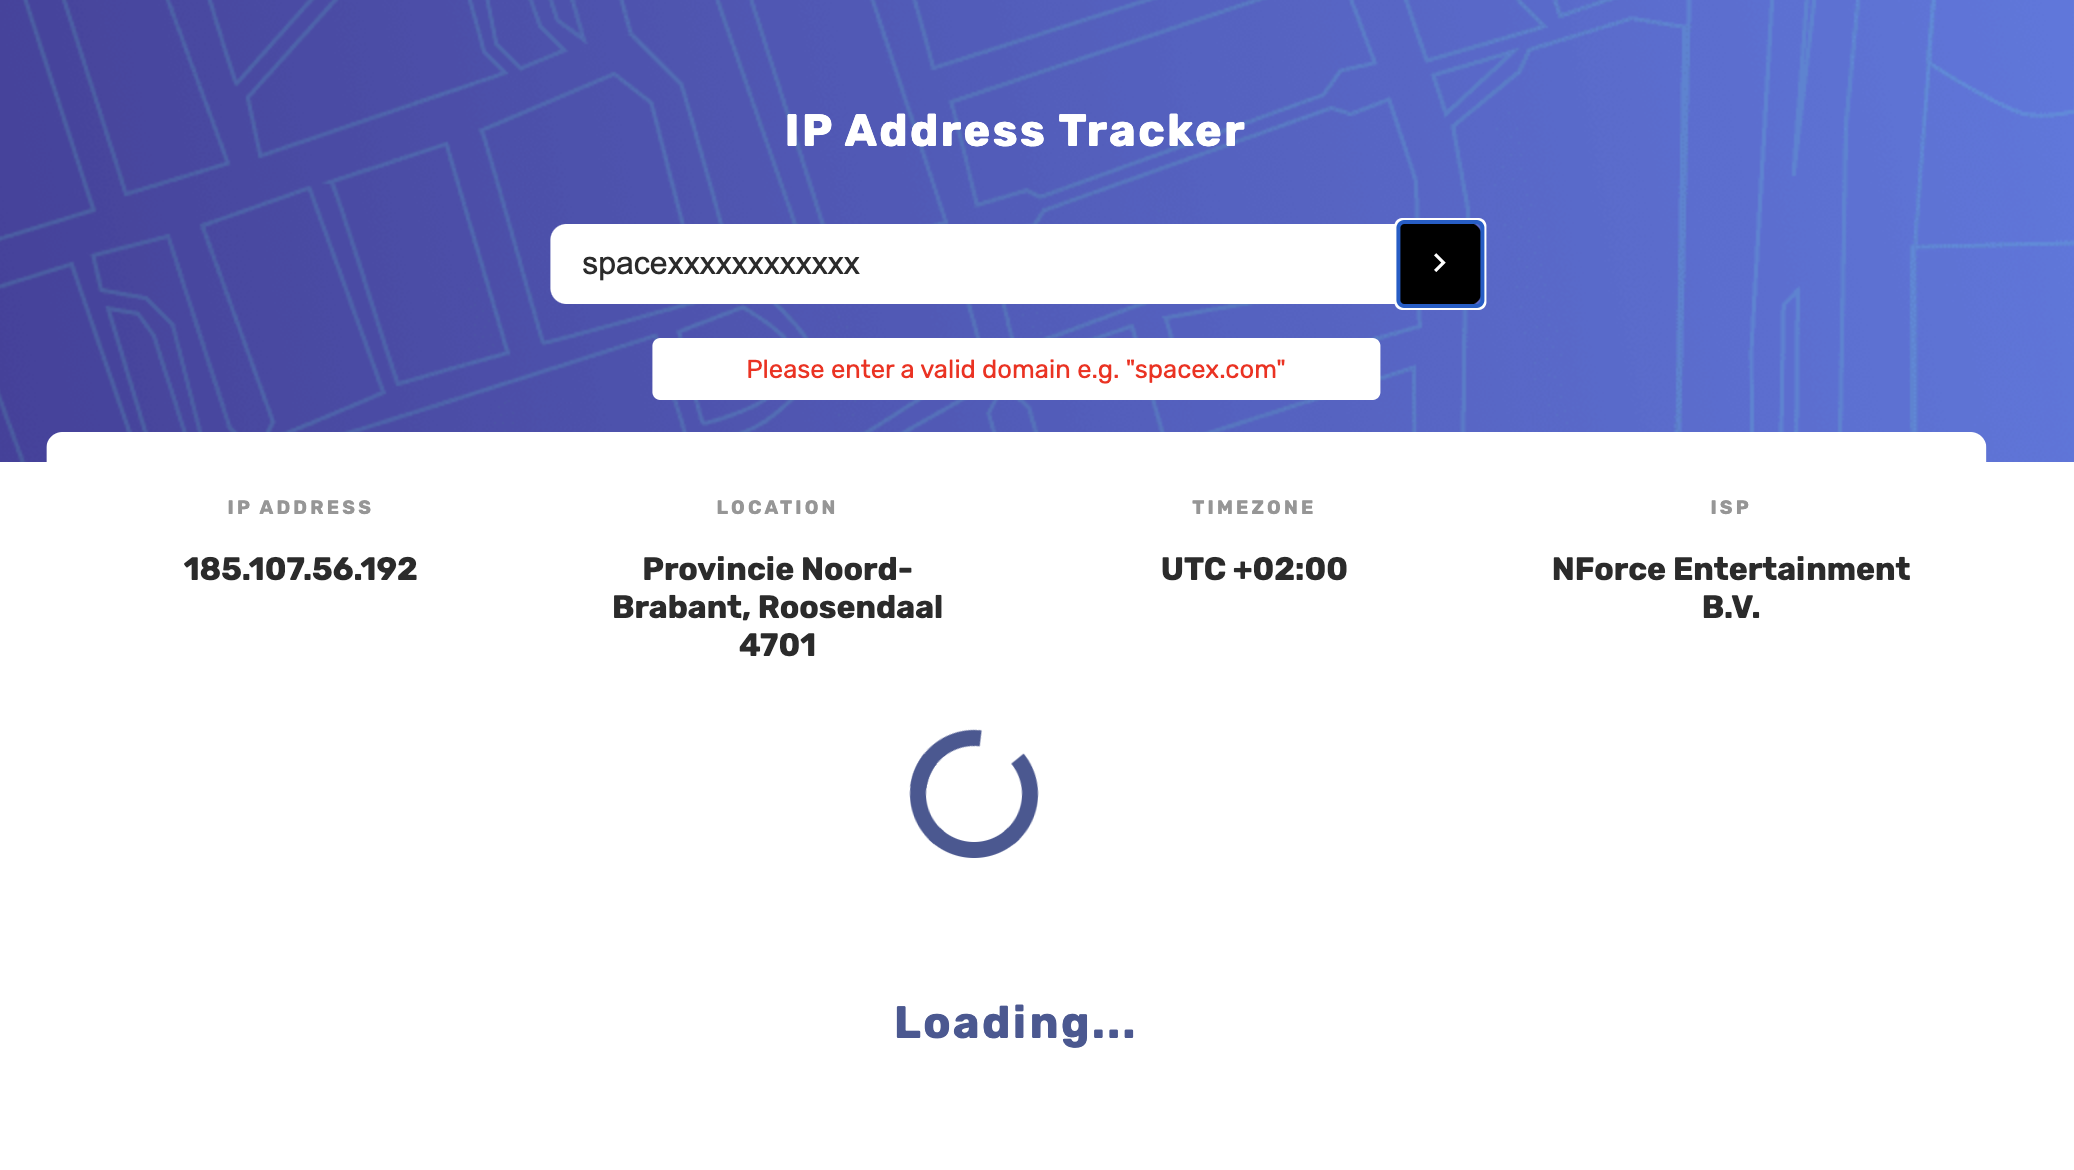 IP Address Tracker
spacexxxxxxxxxxxxx
Please enter a valid domain e.g. "spacex.com"
IP ADDRESS
185.107.56.192
LOCATION
Provincie Noord-
Brabant, Roosendaal
4701
TIMEZONE
UTC +02:00
ISP
NForce Entertainment
B.V.
Loading...